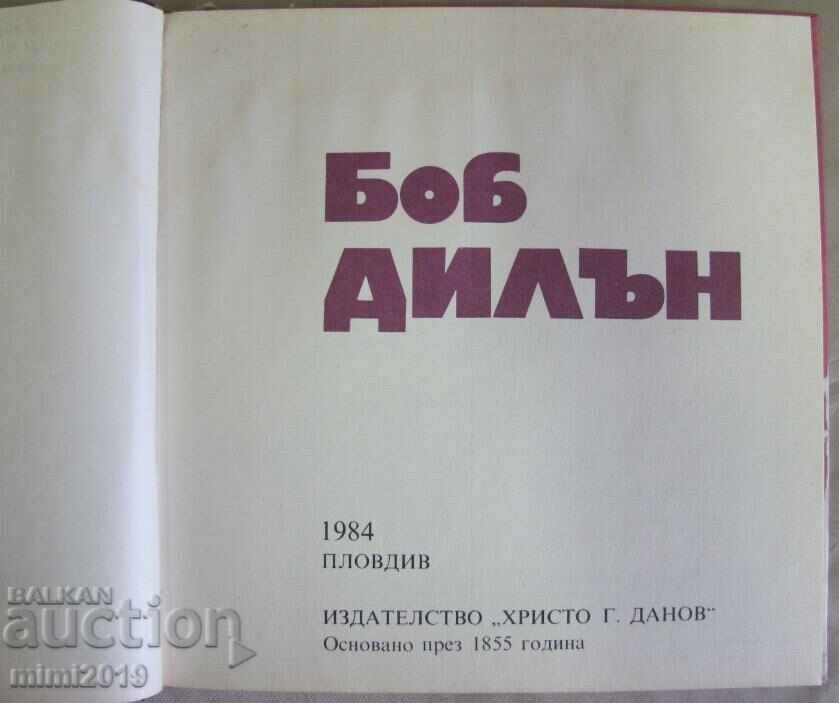 Боб
ДИЛЪН
1984
ПЛОВДИВ
ИЗДАТЕЛСТВО „ХРИСТО Г. ДАНОВ“
Основано през 1855 година
BALKAN
auction
mimi2019